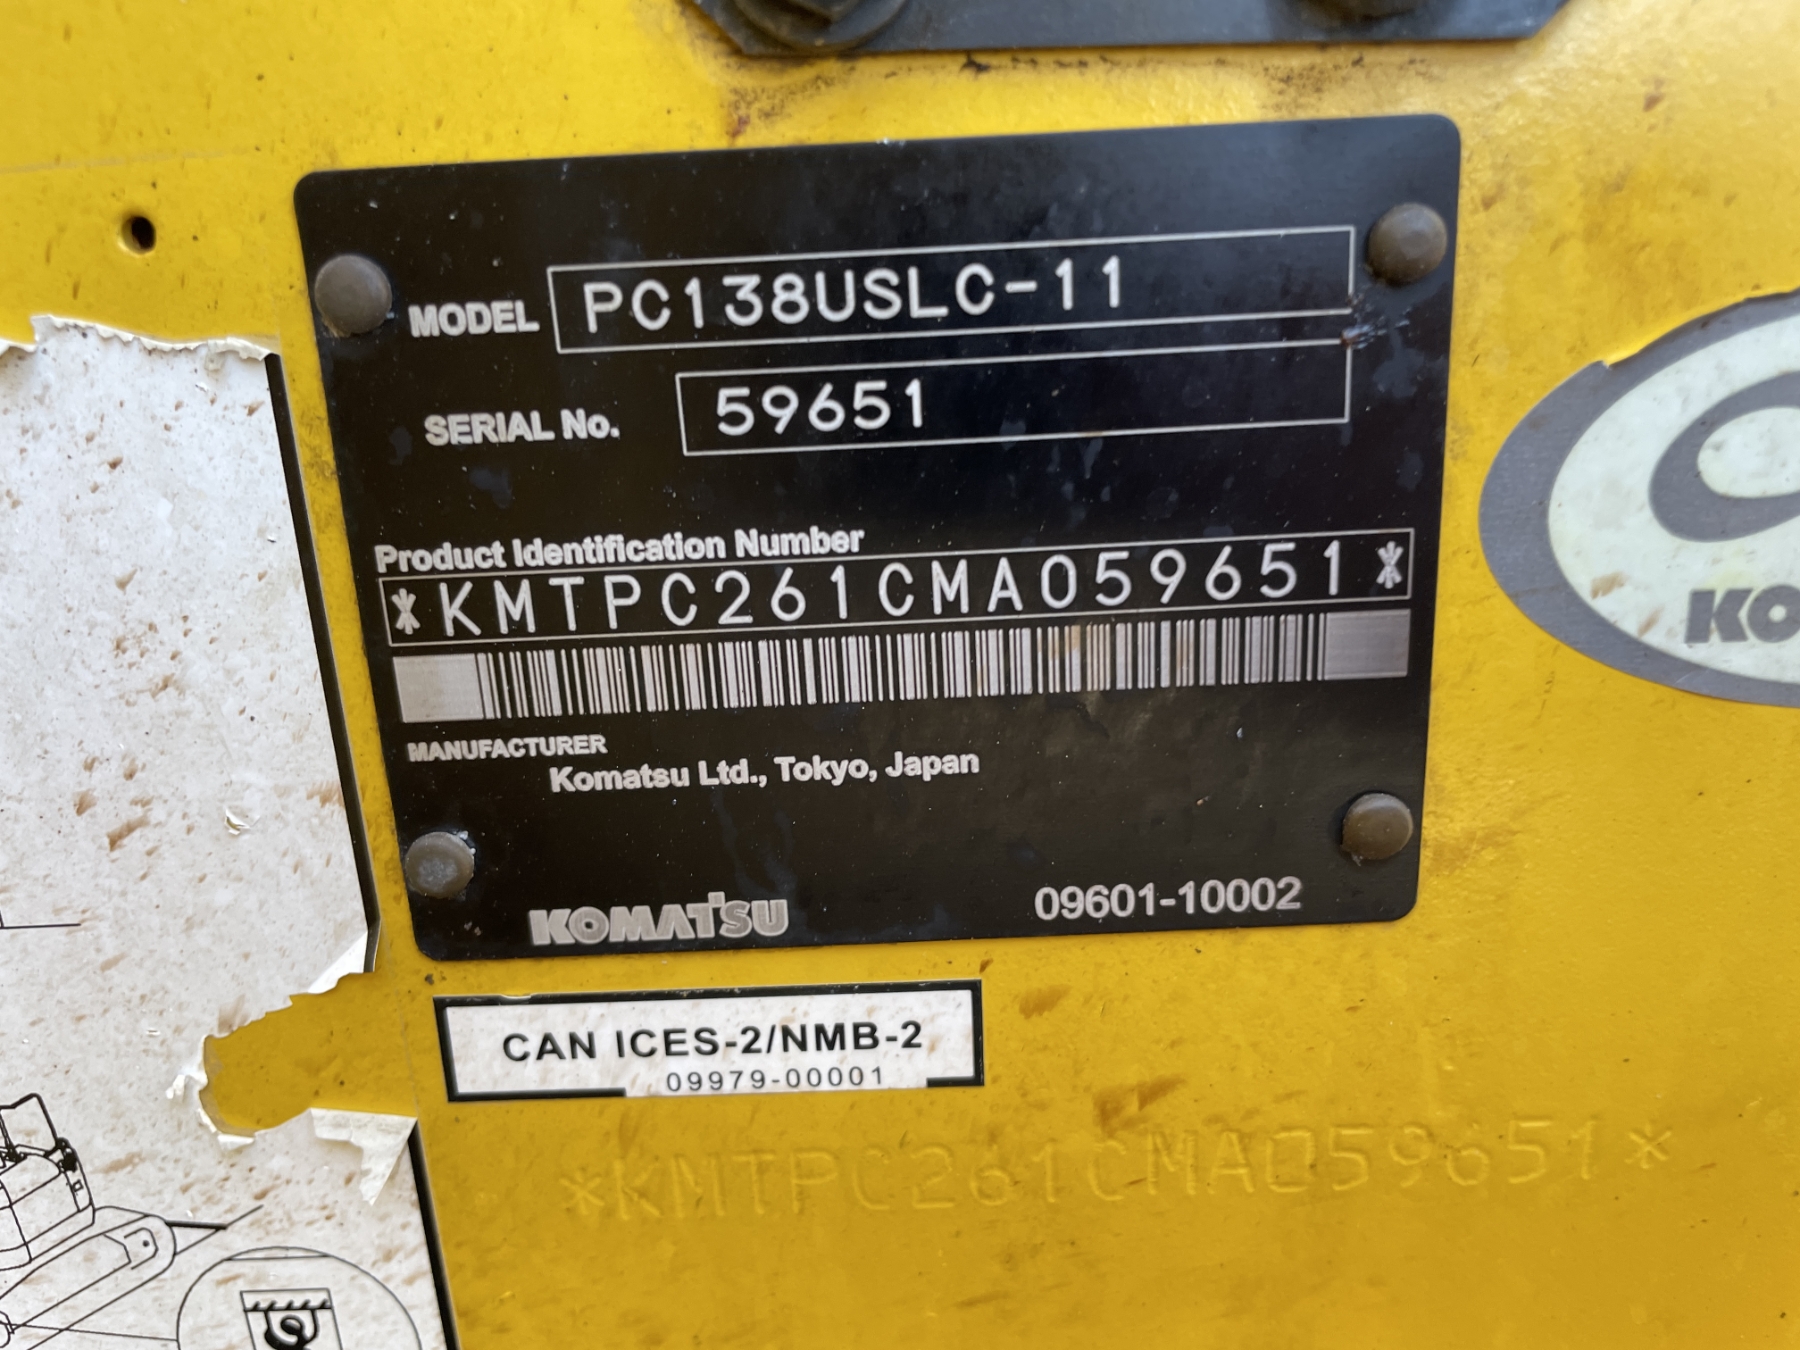 MODEL PC138USLC-11
SERIAL No. 59651
Product Identification Number
*KMTPC261CMA059651*
MANUFACTURER
Komatsu Ltd., Tokyo, Japan
KOMATSU 09601-10002
KO
CAN ICES-2/NMB-2
09979-00001
*KMTPC261CMA059651*